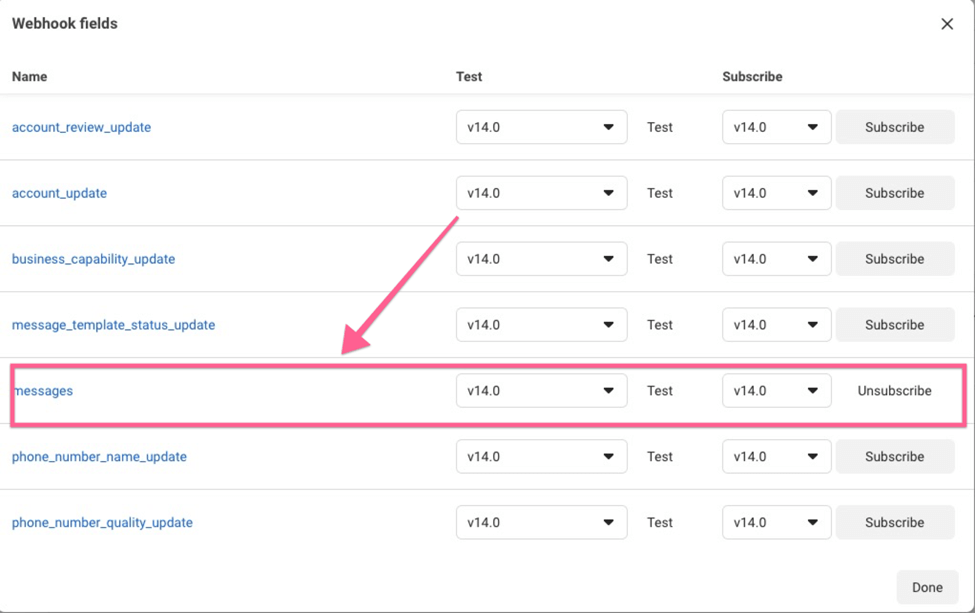 Webhook fields
Name Test Subscribe
account_review_update v14.0 Test v14.0 Subscribe
account_update v14.0 Test v14.0 Subscribe
business_capability_update v14.0 Test v14.0 Subscribe
message_template_status_update v14.0 Test v14.0 Subscribe
messages v14.0 Test v14.0 Unsubscribe
phone_number_name_update v14.0 Test v14.0 Subscribe
phone_number_quality_update v14.0 Test v14.0 Subscribe
Done